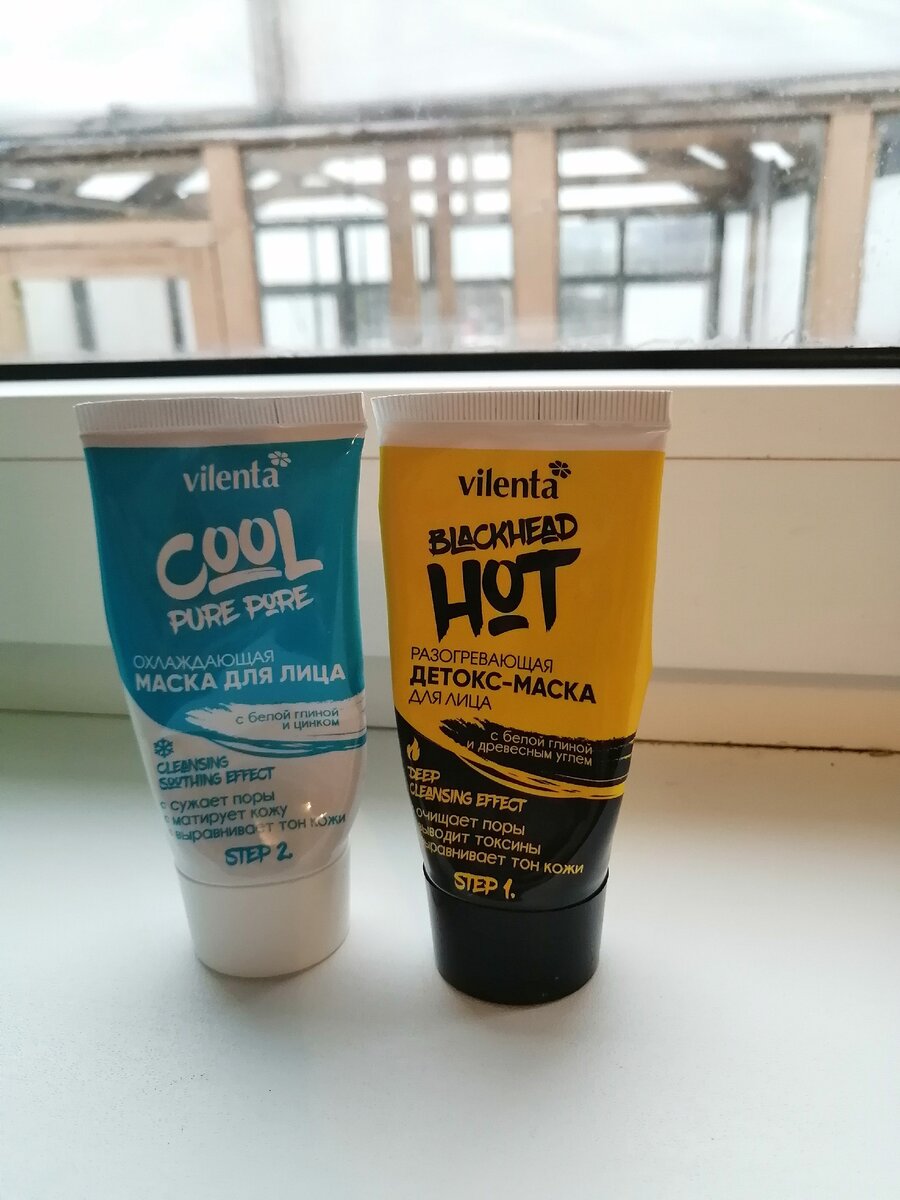 vilenta
COOL
PURE PORE
ОХЛАЖДАЮЩАЯ
МАСКА ДЛЯ ЛИЦА
с белой глиной
и цинком
CLEANSING
SOOTHING EFFECT
сужает поры
матирует кожу
выравнивает тон кожи
STEP 2.
vilenta
BLACKHEAD
HOT
РАЗОГРЕВАЮЩАЯ
ДЕТОКС-МАСКА
ДЛЯ ЛИЦА
с белой глиной
и древесным углем
DEEP
CLEANSING EFFECT
очищает поры
выводит токсины
выравнивает тон кожи
STEP 1.